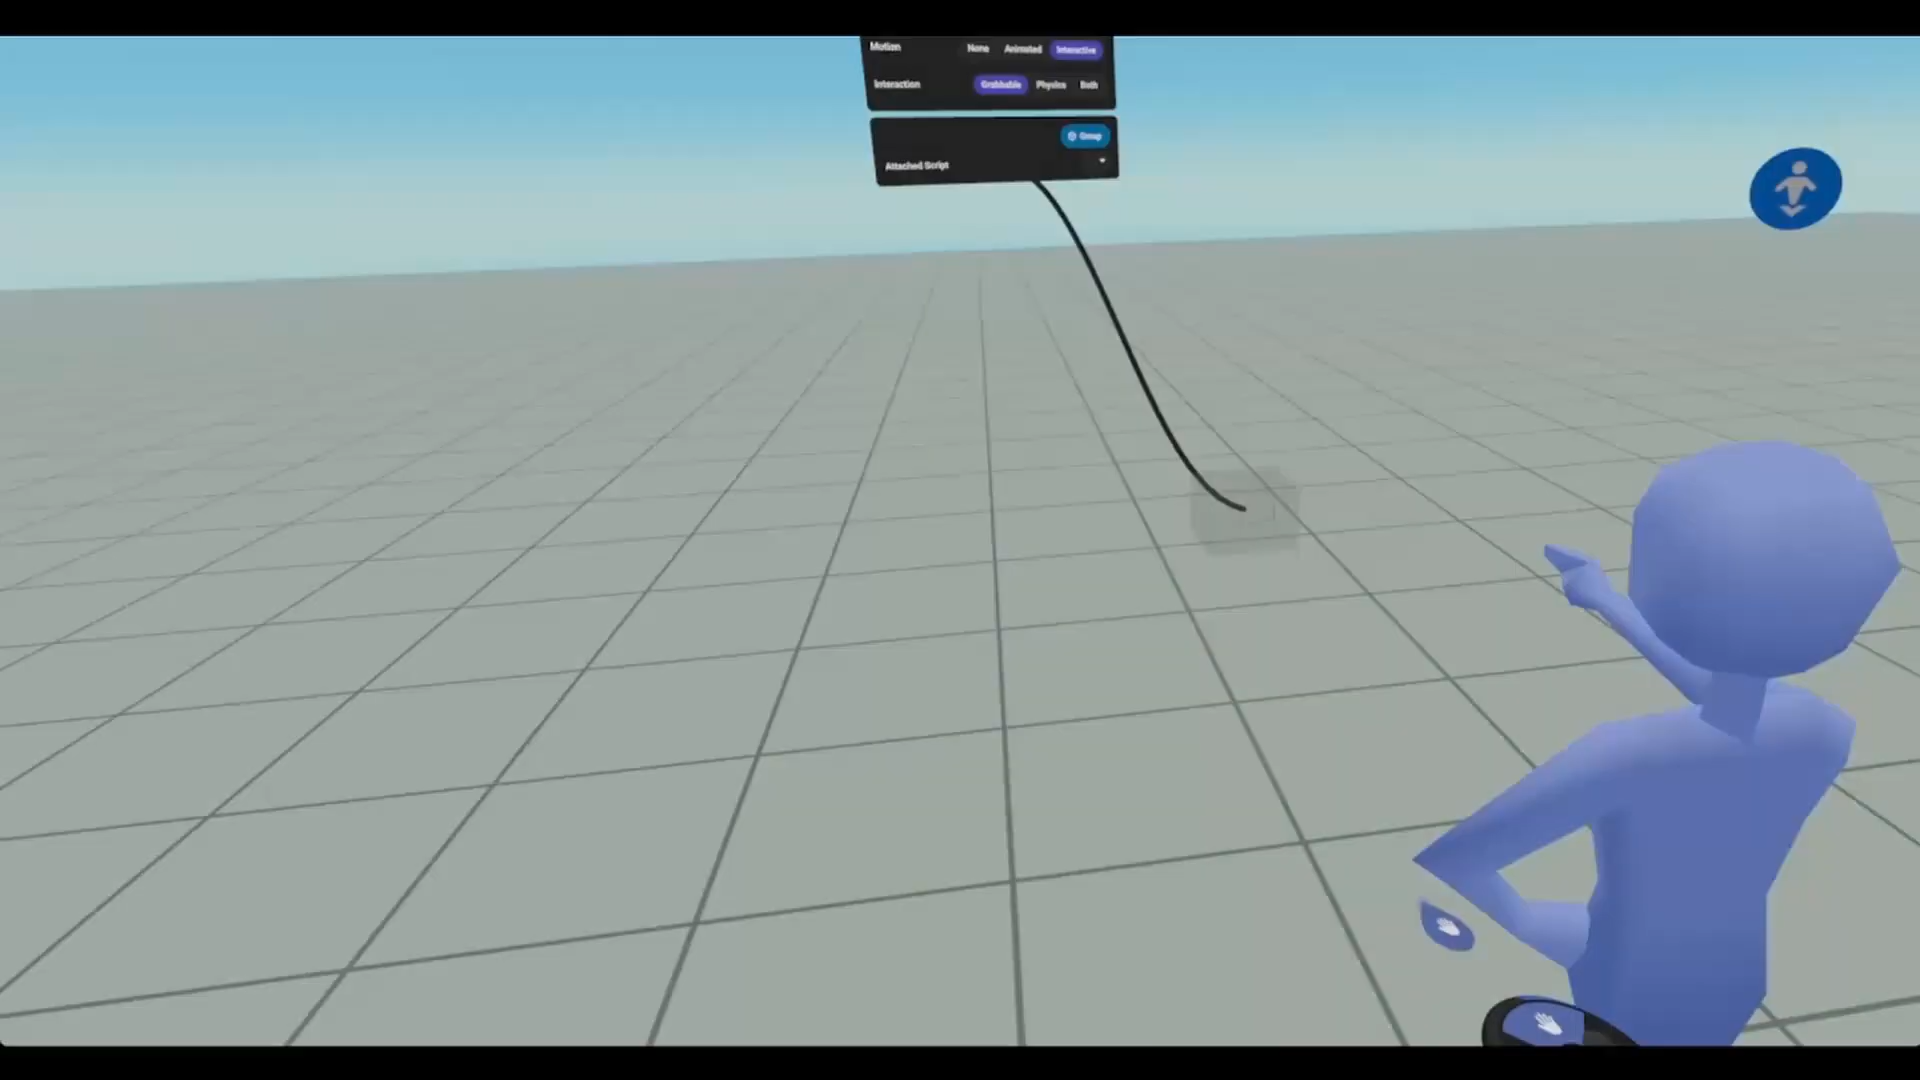 Motion None Animated Interactive
Interaction Grabbable Physics Both
Group
Attached Script